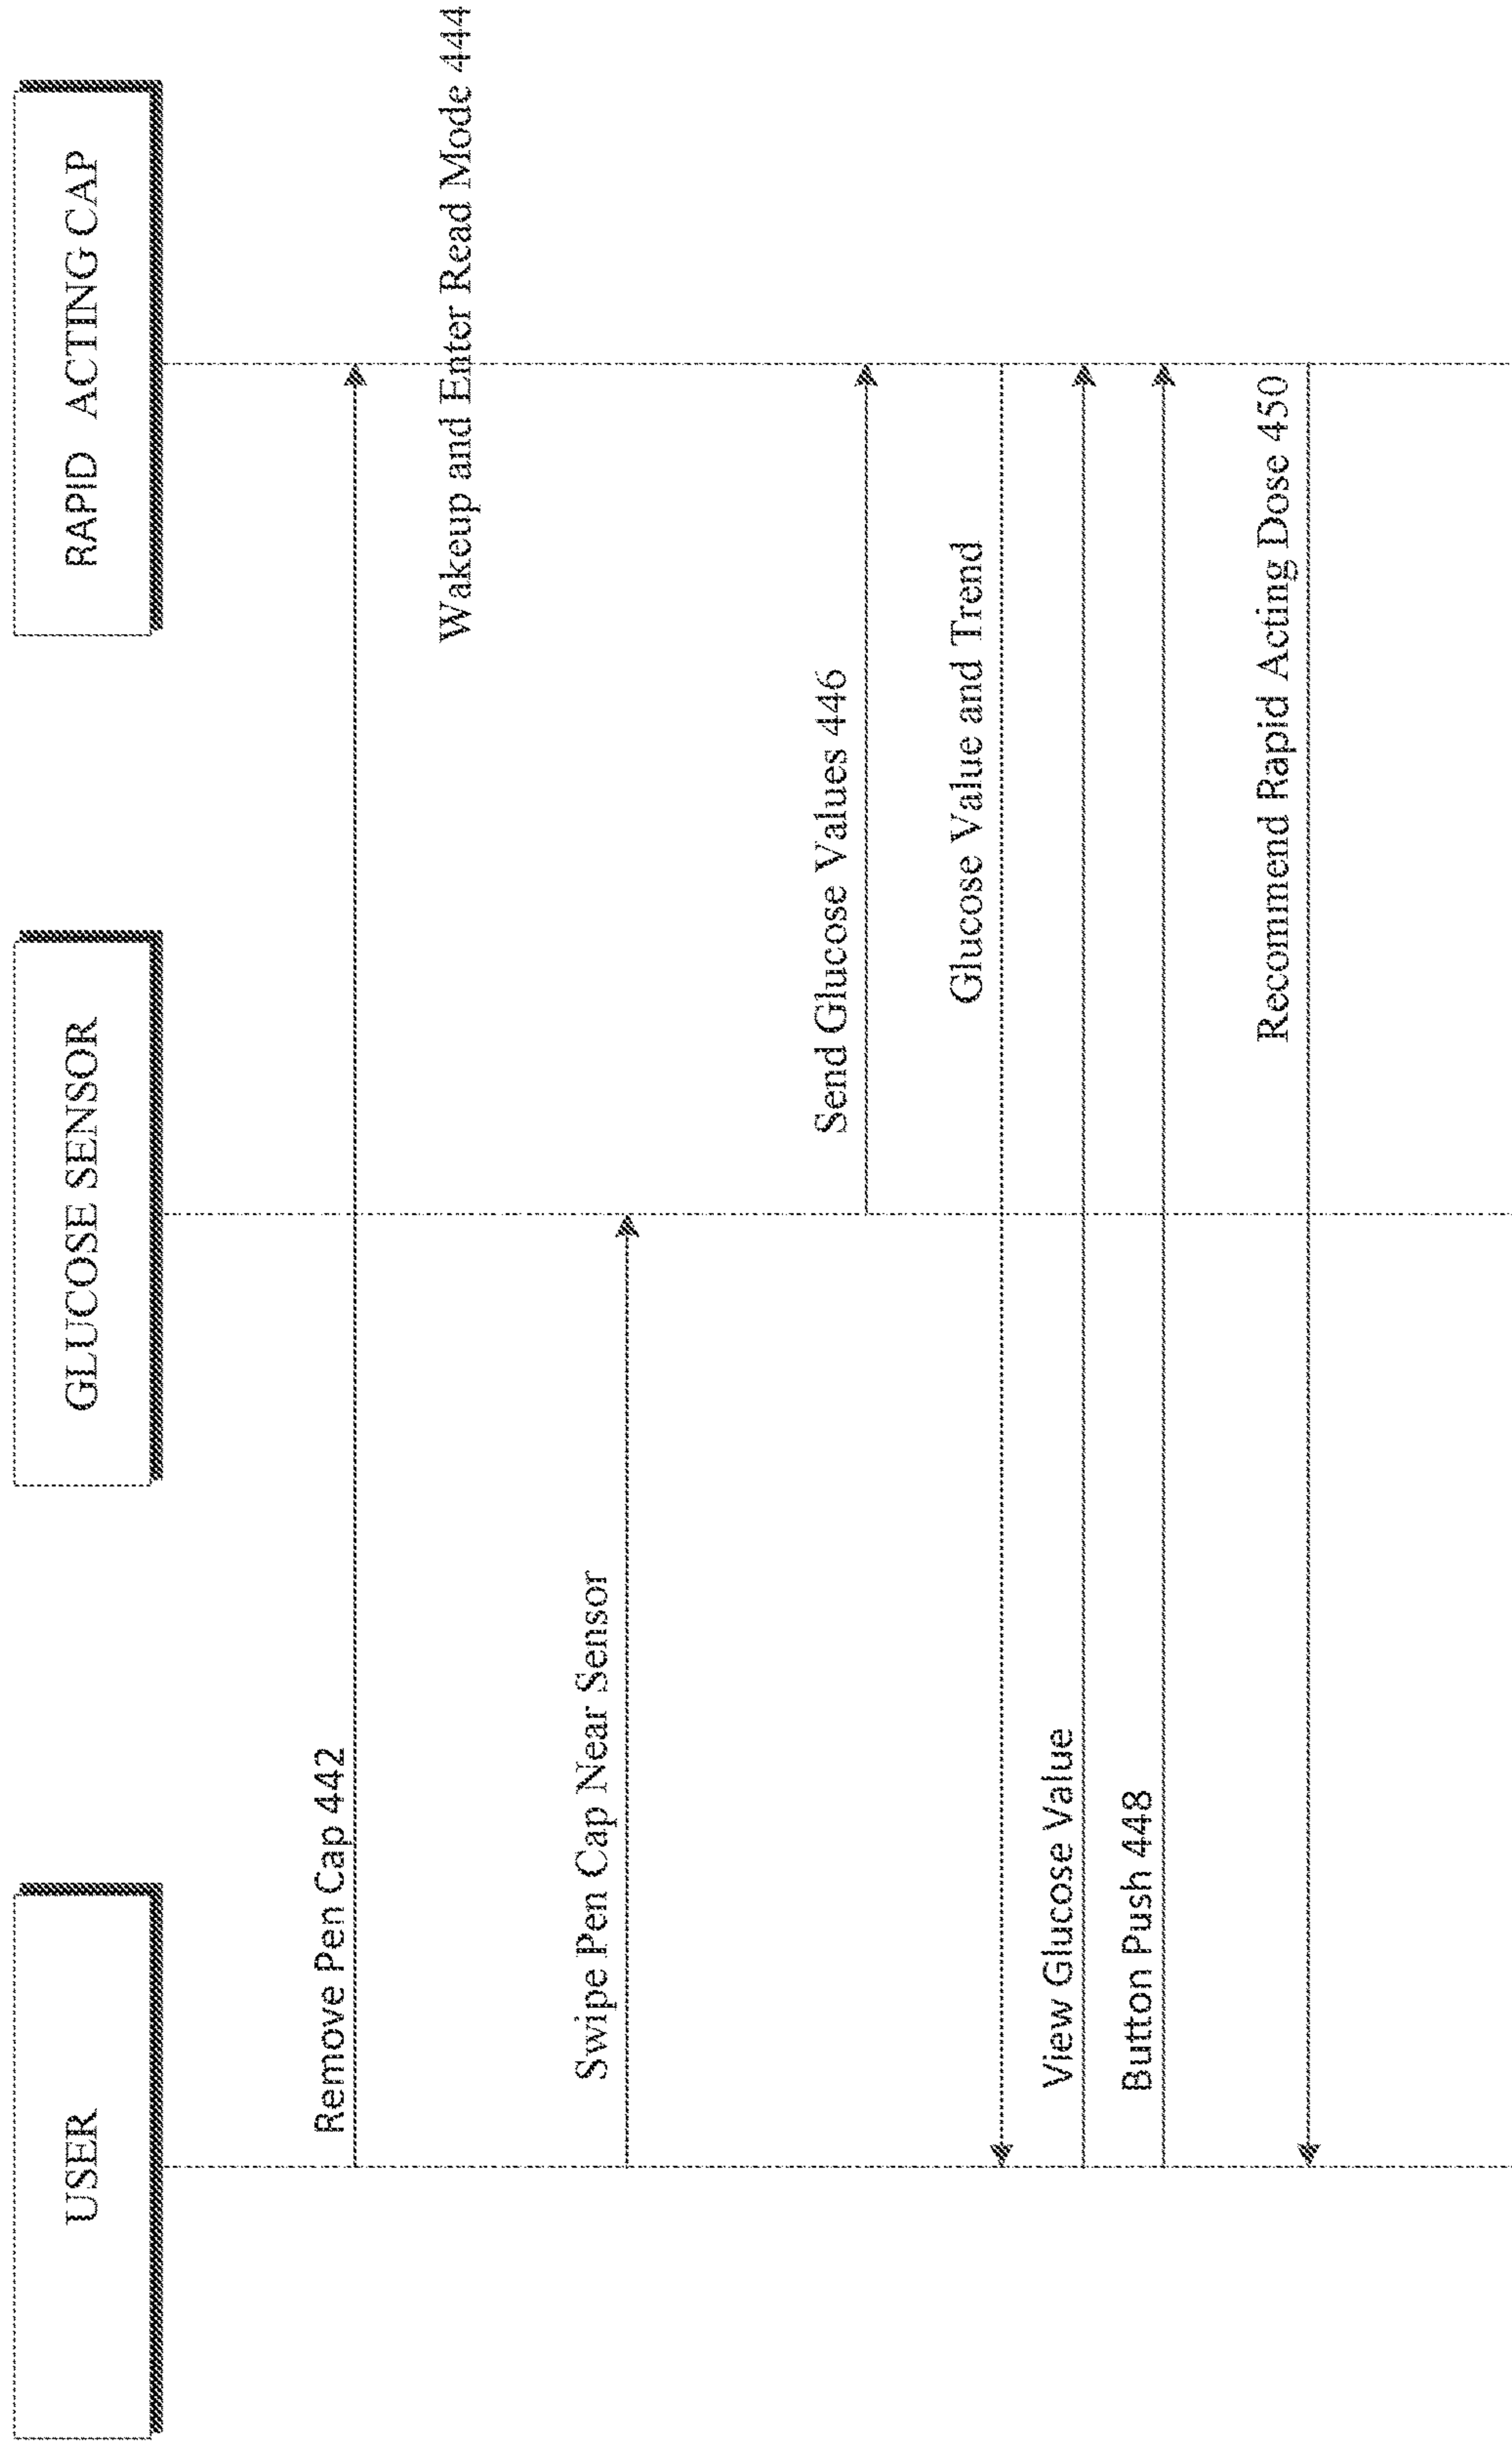 USER
GLUCOSE SENSOR
RAPID ACTING CAP
Remove Pen Cap 442
Wakeup and Enter Read Mode 444
Swipe Pen Cap Near Sensor
Send Glucose Values 446
Glucose Value and Trend
View Glucose Value
Button Push 448
Recommend Rapid Acting Dose 450